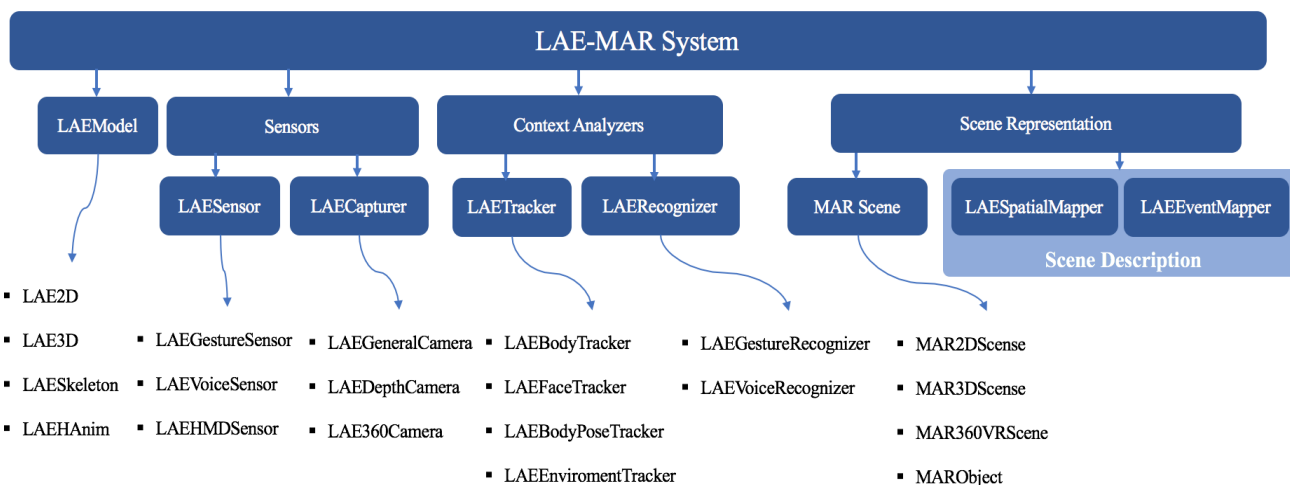 LAE-MAR System
LAEModel
Sensors
Context Analyzers
Scene Representation
LAESensor
LAECapturer
LAETracker
LAERecognizer
MAR Scene
LAESpatialMapper
LAEEventMapper
Scene Description
▪ LAE2D
▪ LAE3D
▪ LAESkeleton
▪ LAEHAnim
▪ LAEGestureSensor
▪ LAEVoiceSensor
▪ LAEHMDSensor
▪ LAEGeneralCamera
▪ LAEDepthCamera
▪ LAE360Camera
▪ LAEBodyTracker
▪ LAEFaceTracker
▪ LAEBodyPoseTracker
▪ LAEEnviromentTracker
▪ LAEGestureRecognizer
▪ LAEVoiceRecognizer
▪ MAR2DScense
▪ MAR3DScense
▪ MAR360VRScene
▪ MARObject